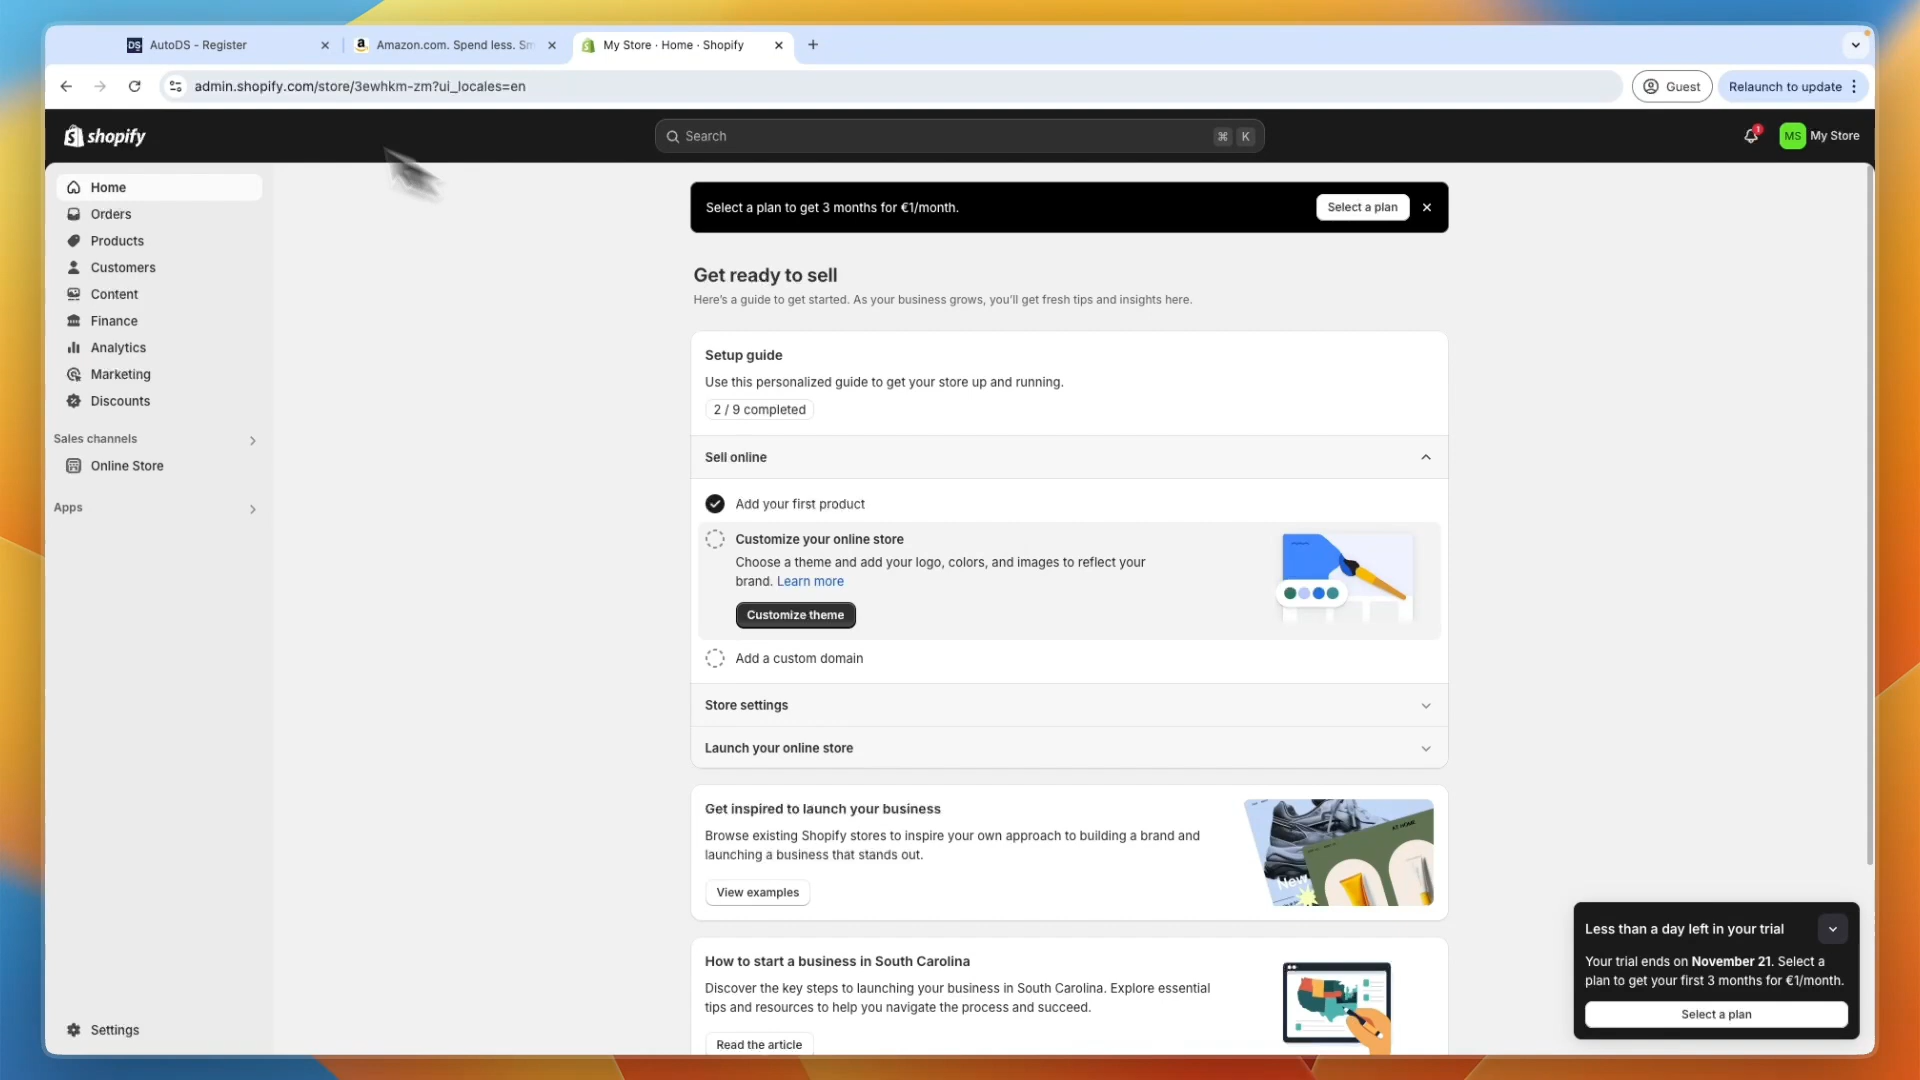 DS AutoDS - Register
a Amazon.com. Spend less. Sm
My Store · Home · Shopify
admin.shopify.com/store/3ewhkm-zm?ui_locales=en
Guest
Relaunch to update
shopify
Search
⌘ K
1
MS My Store
Home
Orders
Products
Customers
Content
Finance
Analytics
Marketing
Discounts
Sales channels
Online Store
Apps
Settings
Select a plan to get 3 months for €1/month.
Select a plan
Get ready to sell
Here's a guide to get started. As your business grows, you'll get fresh tips and insights here.
Setup guide
Use this personalized guide to get your store up and running.
2 / 9 completed
Sell online
Add your first product
Customize your online store
Choose a theme and add your logo, colors, and images to reflect your
brand. Learn more
Customize theme
Add a custom domain
Store settings
Launch your online store
Get inspired to launch your business
Browse existing Shopify stores to inspire your own approach to building a brand and
launching a business that stands out.
View examples
New
How to start a business in South Carolina
Discover the key steps to launching your business in South Carolina. Explore essential
tips and resources to help you navigate the process and succeed.
Read the article
Less than a day left in your trial
Your trial ends on November 21. Select a
plan to get your first 3 months for €1/month.
Select a plan